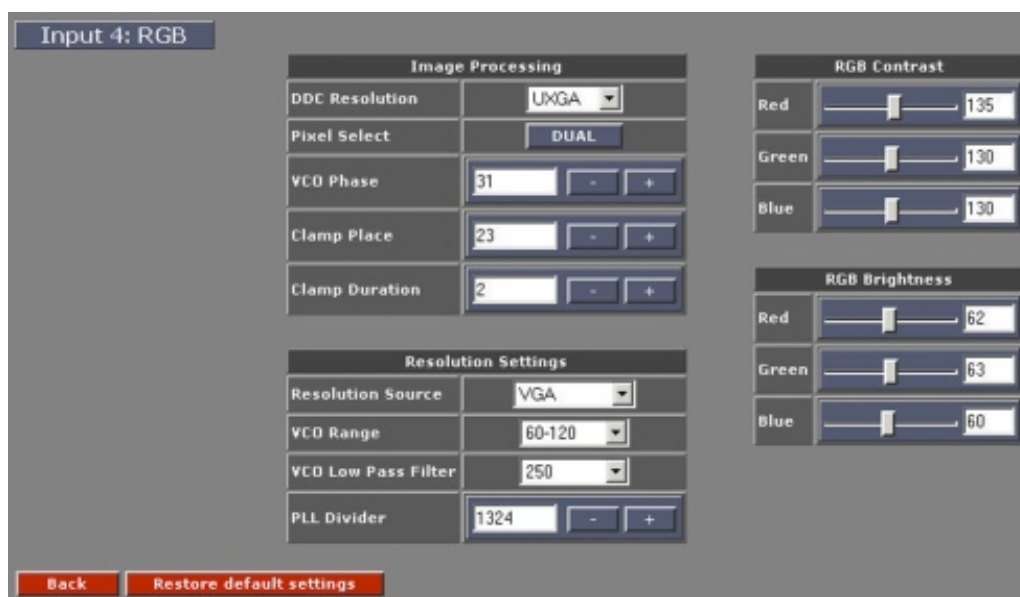 Input 4: RGB
Image Processing
DDC Resolution UXGA
Pixel Select DUAL
VCO Phase 31 - +
Clamp Place 23 - +
Clamp Duration 2 - +
Resolution Settings
Resolution Source VGA
VCO Range 60-120
VCO Low Pass Filter 250
PLL Divider 1324 - +
RGB Contrast
Red 135
Green 130
Blue 130
RGB Brightness
Red 62
Green 63
Blue 60
Back Restore default settings